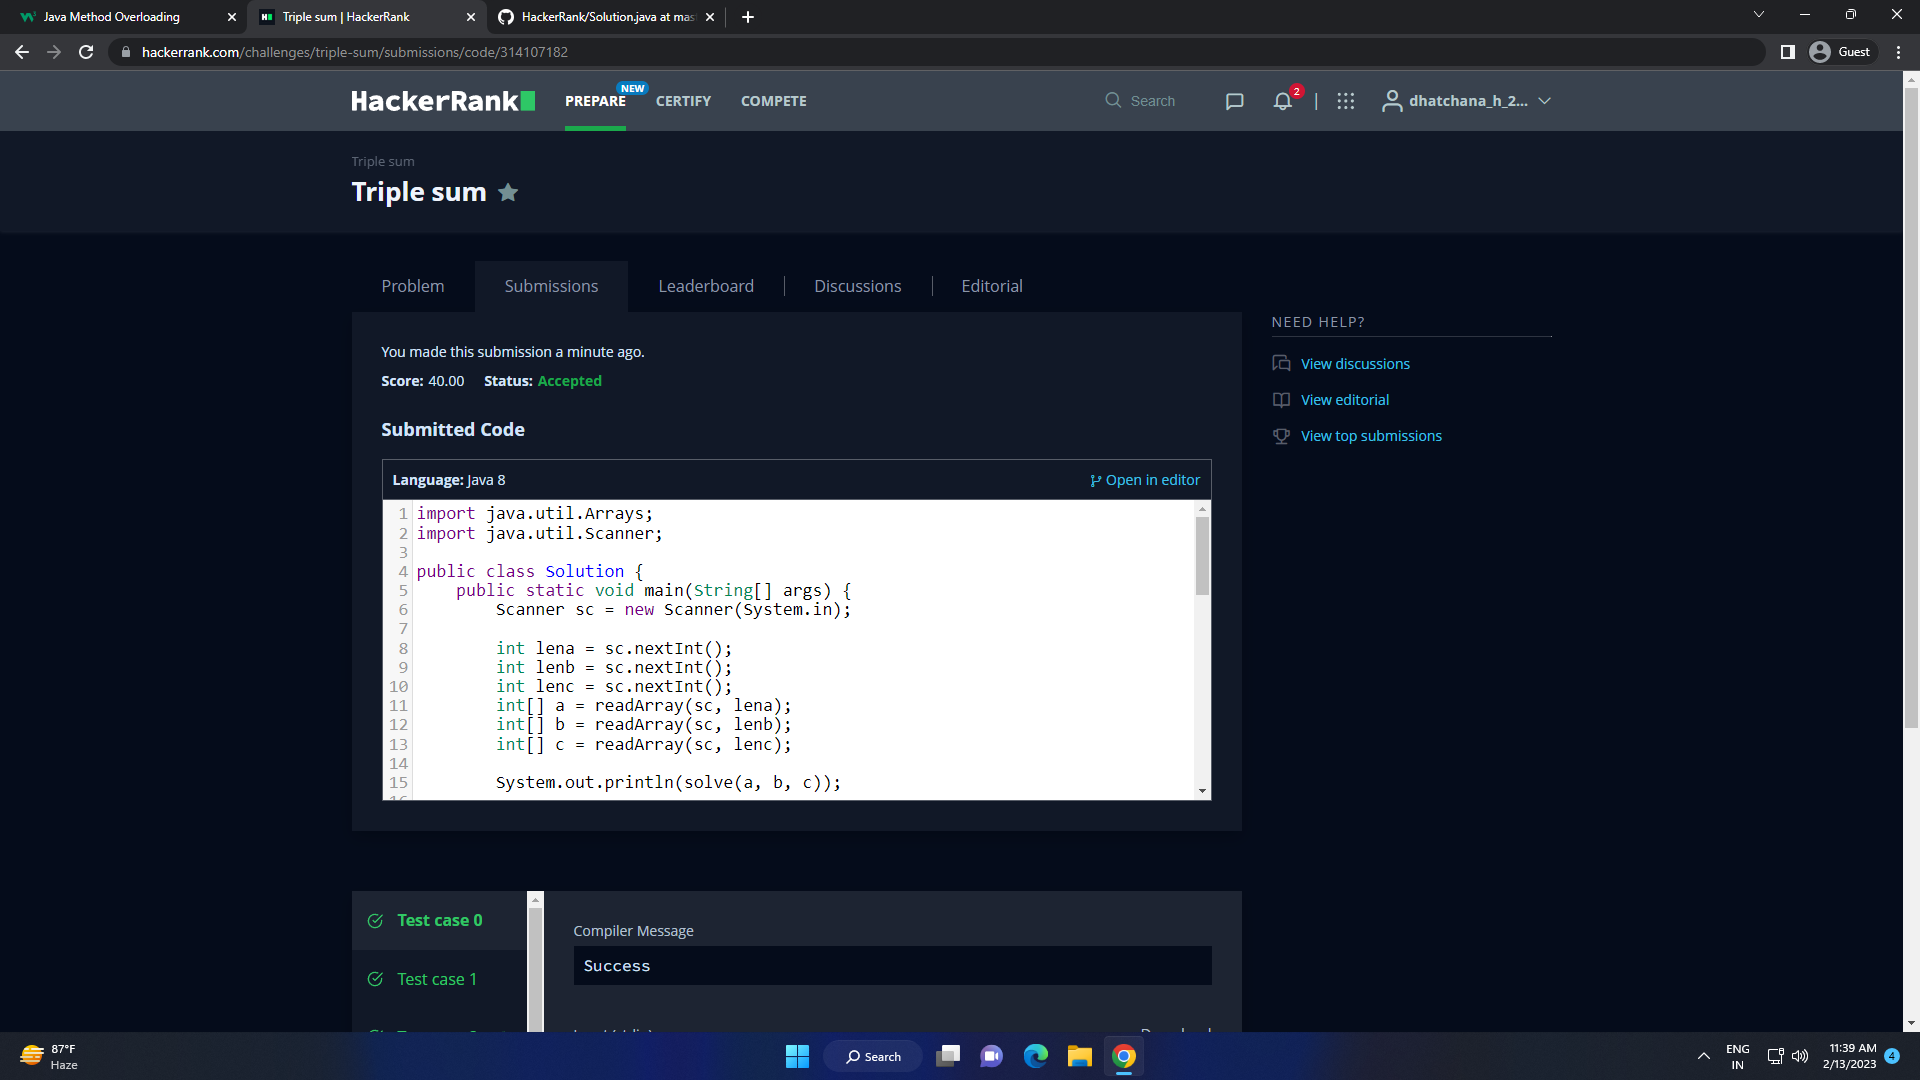 Java Method Overloading
Triple sum | HackerRank
HackerRank/Solution.java at mas
hackerrank.com/challenges/triple-sum/submissions/code/314107182
Guest
HackerRank
PREPARE
NEW
CERTIFY
COMPETE
Search
2
dhatchana_h_2...
Triple sum
Triple sum
Problem
Submissions
Leaderboard
Discussions
Editorial
You made this submission a minute ago.
Score: 40.00 Status: Accepted
Submitted Code
Language: Java 8
Open in editor
1 import java.util.Arrays;
2 import java.util.Scanner;
3
4 public class Solution {
5 public static void main(String[] args) {
6 Scanner sc = new Scanner(System.in);
7
8 int lena = sc.nextInt();
9 int lenb = sc.nextInt();
10 int lenc = sc.nextInt();
11 int[] a = readArray(sc, lena);
12 int[] b = readArray(sc, lenb);
13 int[] c = readArray(sc, lenc);
14
15 System.out.println(solve(a, b, c));
NEED HELP?
View discussions
View editorial
View top submissions
Test case 0
Test case 1
Compiler Message
Success
87°F
Haze
Search
ENG
IN
11:39 AM
2/13/2023
4